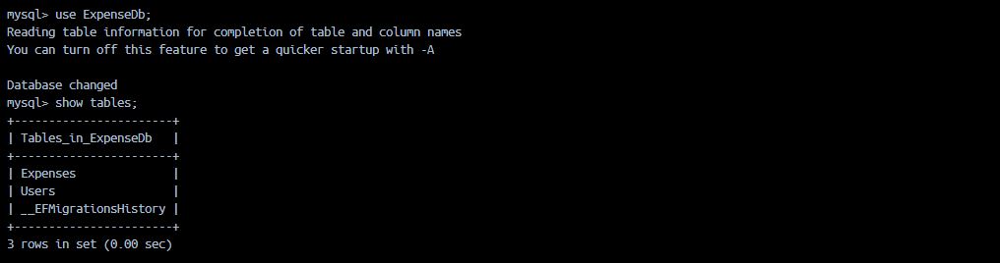 mysql> use ExpenseDb;
Reading table information for completion of table and column names
You can turn off this feature to get a quicker startup with -A
Database changed
mysql> show tables;
+-----------------------+
| Tables_in_ExpenseDb   |
+-----------------------+
| Expenses              |
| Users                 |
| __EFMigrationsHistory |
+-----------------------+
3 rows in set (0.00 sec)